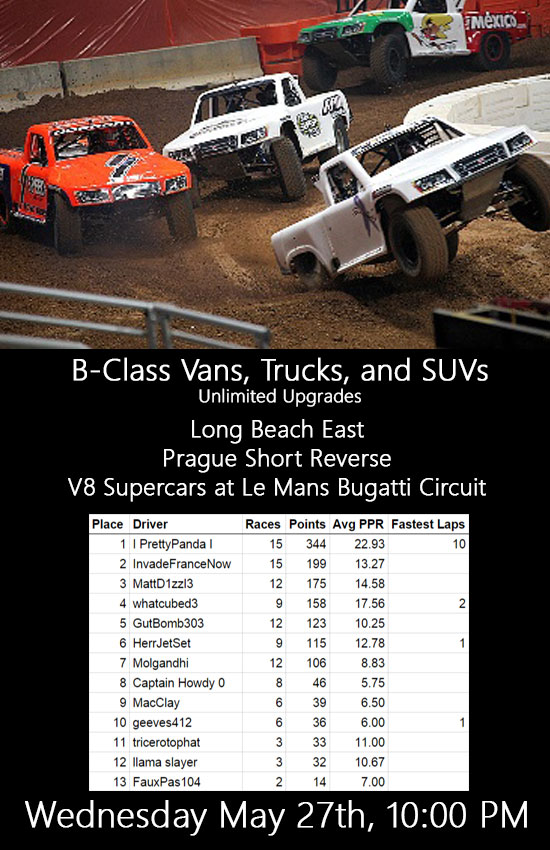 MEXICO
B-Class Vans, Trucks, and SUVs
Unlimited Upgrades
Long Beach East
Prague Short Reverse
V8 Supercars at Le Mans Bugatti Circuit
Place Driver Races Points Avg PPR Fastest Laps
1 I PrettyPanda I 15 344 22.93 10
2 InvadeFranceNow 15 199 13.27
3 MattD1zzl3 12 175 14.58
4 whatcubed3 9 158 17.56 2
5 GutBomb303 12 123 10.25
6 HerrJetSet 9 115 12.78 1
7 Molgandhi 12 106 8.83
8 Captain Howdy 0 8 46 5.75
9 MacClay 6 39 6.50
10 geeves412 6 36 6.00 1
11 tricerotophat 3 33 11.00
12 llama slayer 3 32 10.67
13 FauxPas104 2 14 7.00
Wednesday May 27th, 10:00 PM